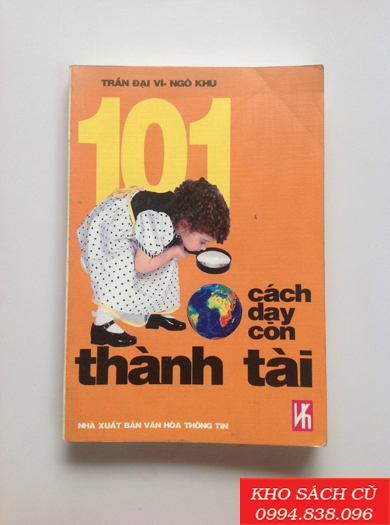 TRẦN ĐẠI VĨ- NGÔ KHU
101
cách
dạy
con
thành tài
NHÀ XUẤT BẢN VĂN HÓA THÔNG TIN
KHO SÁCH CŨ
0994.838.096